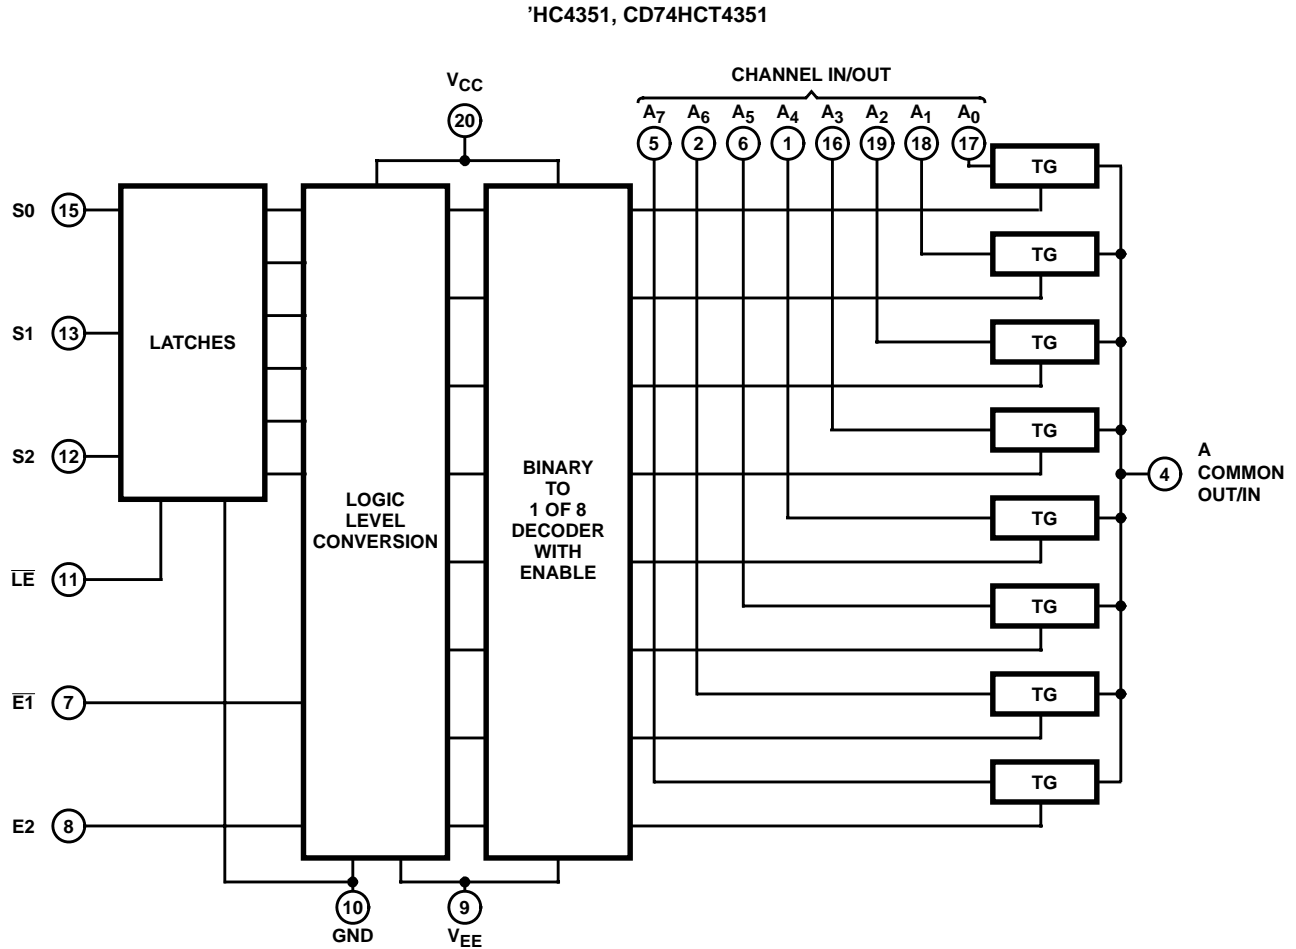 'HC4351, CD74HCT4351
CHANNEL IN/OUT
VCC
A7 A6 A5 A4 A3 A2 A1 A0
20
5 2 6 1 16 19 18 17
TG
S0 15
TG
S1 13
LATCHES
TG
TG
S2 12
A
COMMON
OUT/IN
4
BINARY
TO
1 OF 8
DECODER
WITH
ENABLE
LOGIC
LEVEL
CONVERSION
TG
LE 11
TG
E1 7
TG
TG
E2 8
10
GND
9
VEE